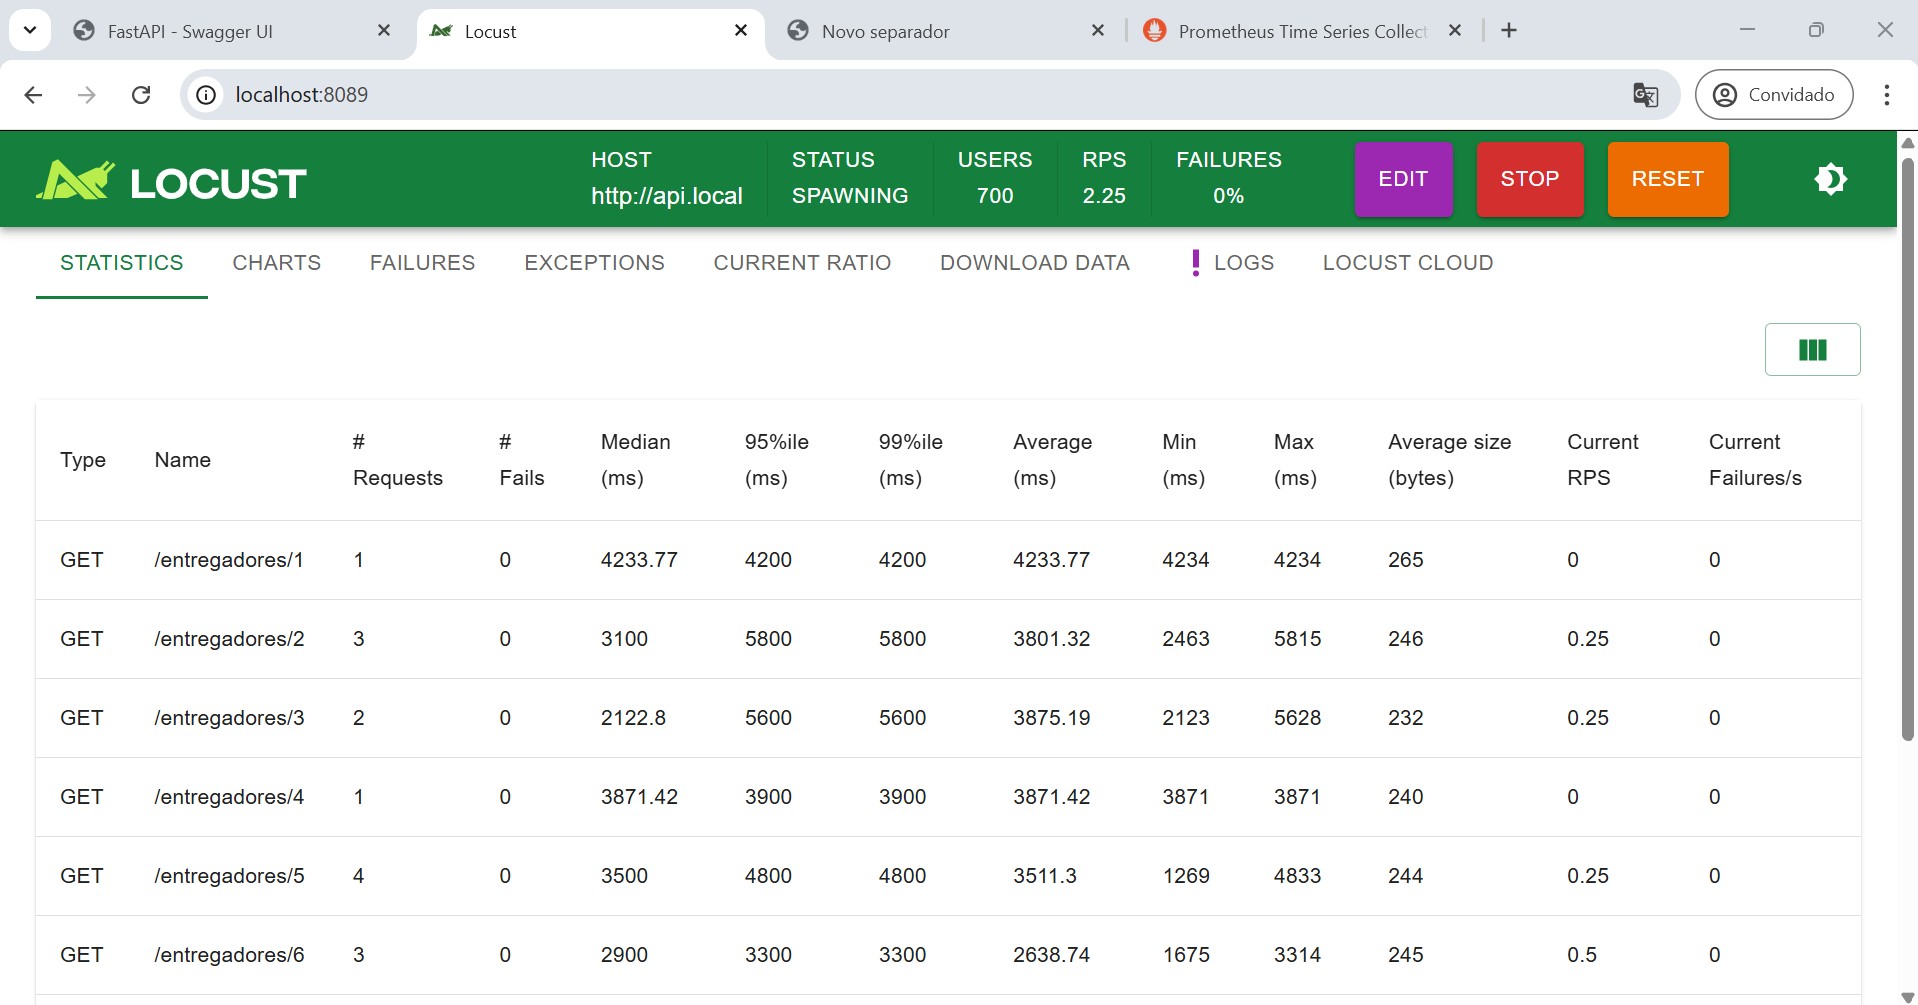 FastAPI - Swagger UI
Locust
Novo separador
Prometheus Time Series Collect
localhost:8089
Convidado
LOCUST
HOST
http://api.local
STATUS
SPAWNING
USERS
700
RPS
2.25
FAILURES
0%
EDIT
STOP
RESET
STATISTICS CHARTS FAILURES EXCEPTIONS CURRENT RATIO DOWNLOAD DATA ! LOGS LOCUST CLOUD
Type Name # Requests # Fails Median (ms) 95%ile (ms) 99%ile (ms) Average (ms) Min (ms) Max (ms) Average size (bytes) Current RPS Current Failures/s
GET /entregadores/1 1 0 4233.77 4200 4200 4233.77 4234 4234 265 0 0
GET /entregadores/2 3 0 3100 5800 5800 3801.32 2463 5815 246 0.25 0
GET /entregadores/3 2 0 2122.8 5600 5600 3875.19 2123 5628 232 0.25 0
GET /entregadores/4 1 0 3871.42 3900 3900 3871.42 3871 3871 240 0 0
GET /entregadores/5 4 0 3500 4800 4800 3511.3 1269 4833 244 0.25 0
GET /entregadores/6 3 0 2900 3300 3300 2638.74 1675 3314 245 0.5 0